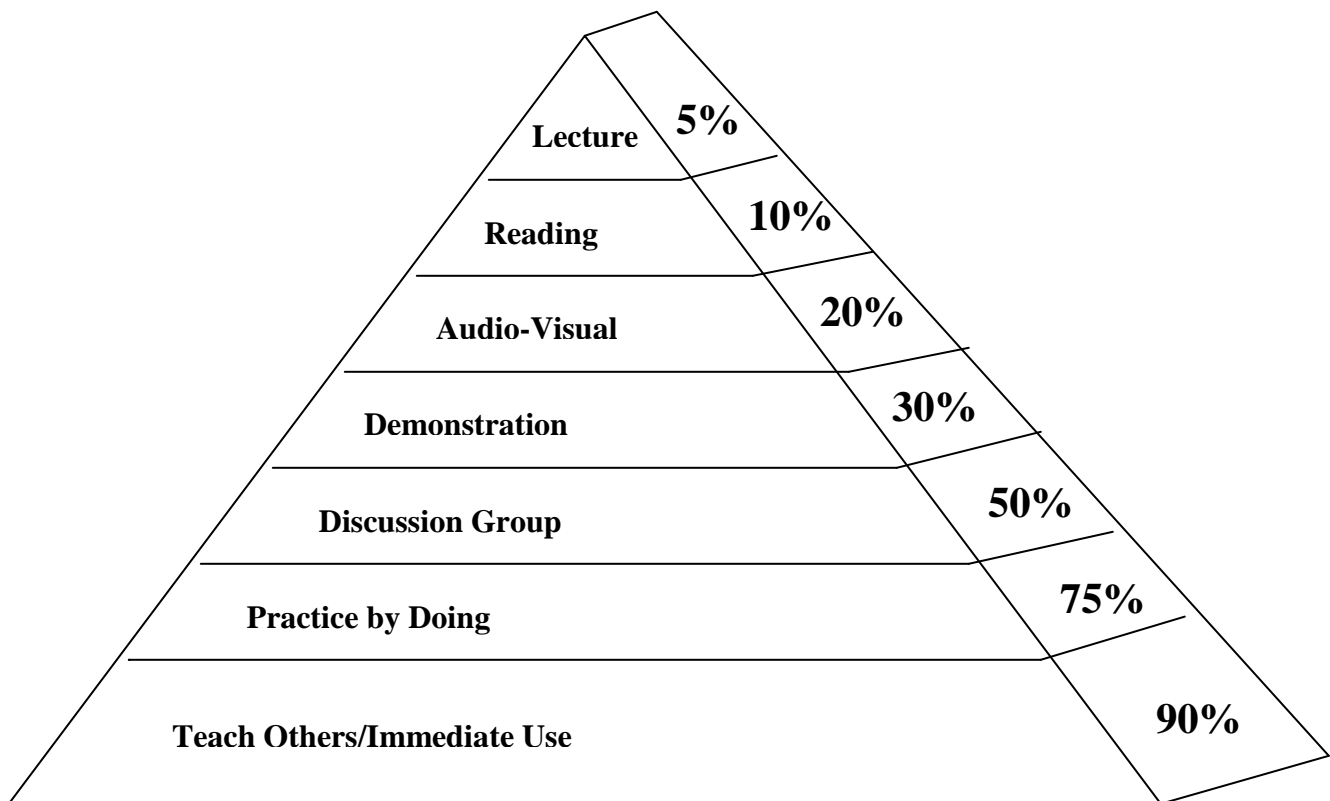 Lecture 5%
Reading 10%
Audio-Visual 20%
Demonstration 30%
Discussion Group 50%
Practice by Doing 75%
Teach Others/Immediate Use 90%